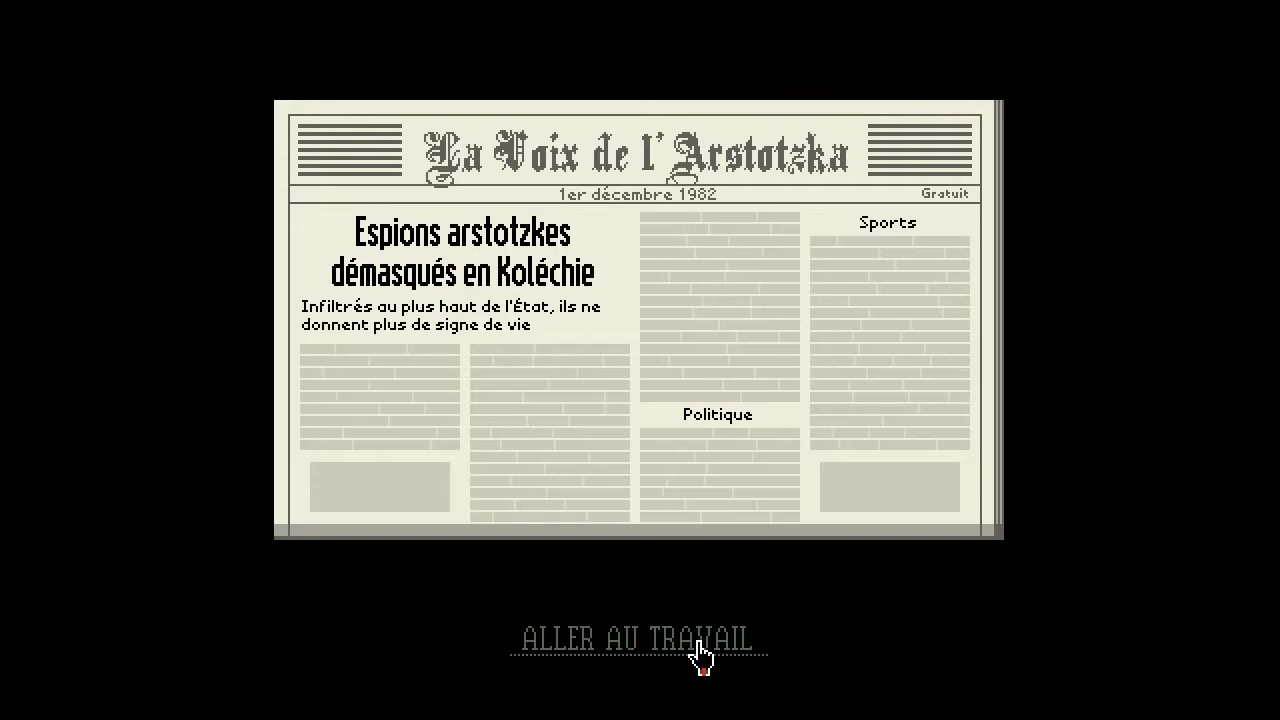 La Voix de l'Arstotzka
1er décembre 1982
Gratuit
Espions arstotzkes
démasqués en Koléchie
Infiltrés au plus haut de l'État, ils ne
donnent plus de signe de vie
Politique
Sports
ALLER AU TRAVAIL